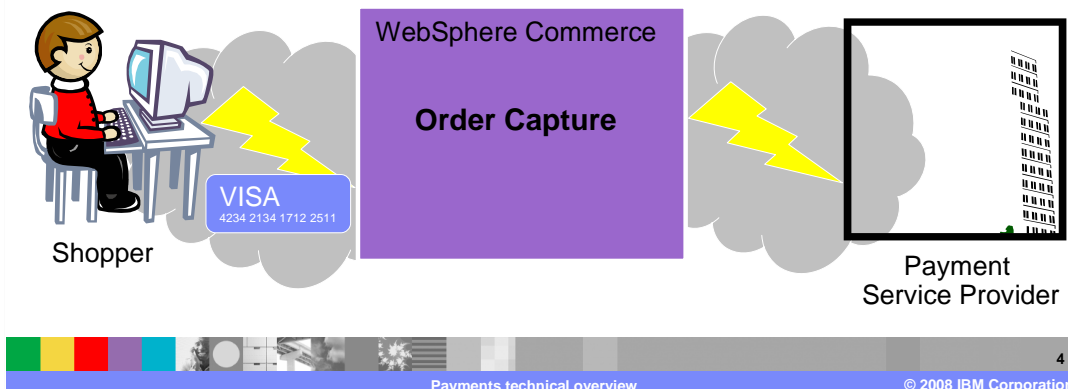 WebSphere Commerce
Order Capture
VISA
4234 2134 1712 2511
Shopper
Payment
Service Provider
4
Payments technical overview
© 2008 IBM Corporation